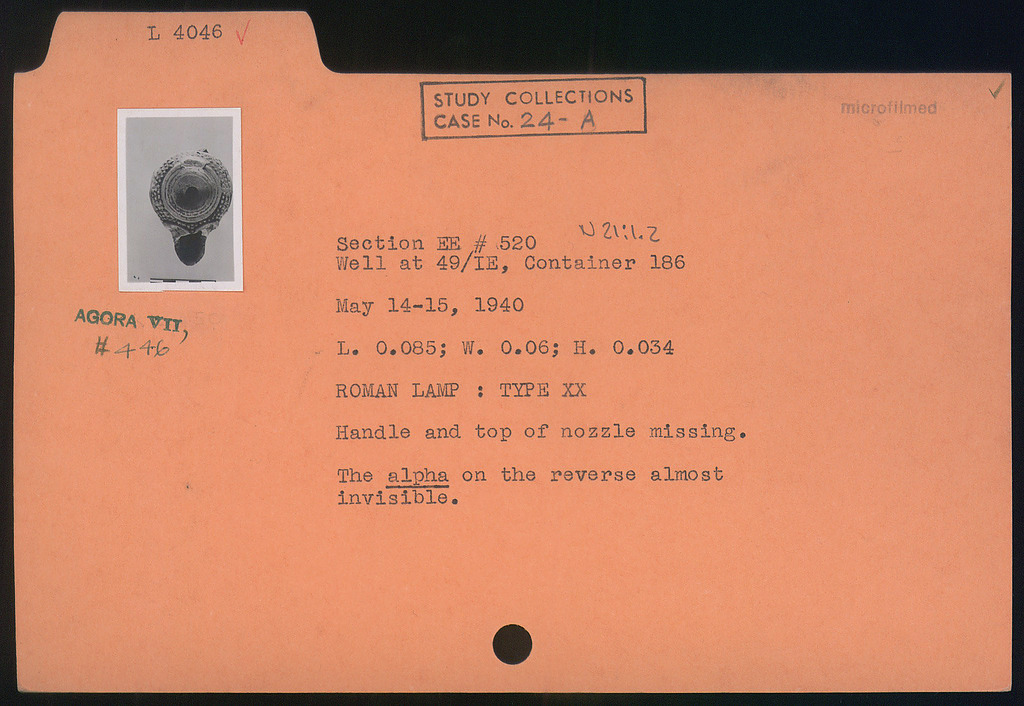 L 4046
STUDY COLLECTIONS
CASE No. 24-A
microfilmed
Section EE # 520
Well at 49/ΙΕ, Container 186
May 14-15, 1940
AGORA VII,
# 446
L. 0.085; W. 0.06; H. 0.034
ROMAN LAMP : TYPE XX
Handle and top of nozzle missing.
The alpha on the reverse almost
invisible.